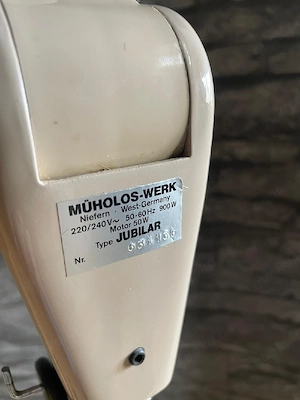 MÜHOLOS-WERK
Niefern · West-Germany
220/240V~ 50-60Hz 900W
Motor 50W
Type JUBILAR
Nr.